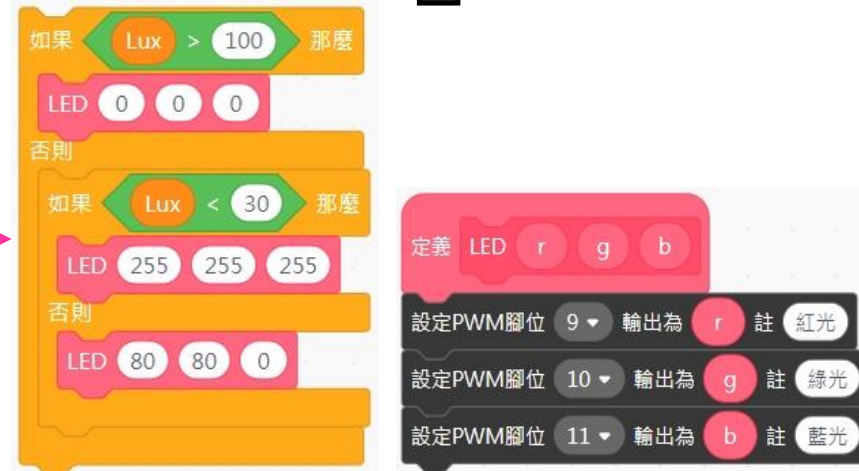 如果 Lux > 100 那麼
LED 0 0 0
否則
如果 Lux < 30 那麼
LED 255 255 255
否則
LED 80 80 0
定義 LED r g b
設定PWM腳位 9 輸出為 r 註 紅光
設定PWM腳位 10 輸出為 g 註 綠光
設定PWM腳位 11 輸出為 b 註 藍光